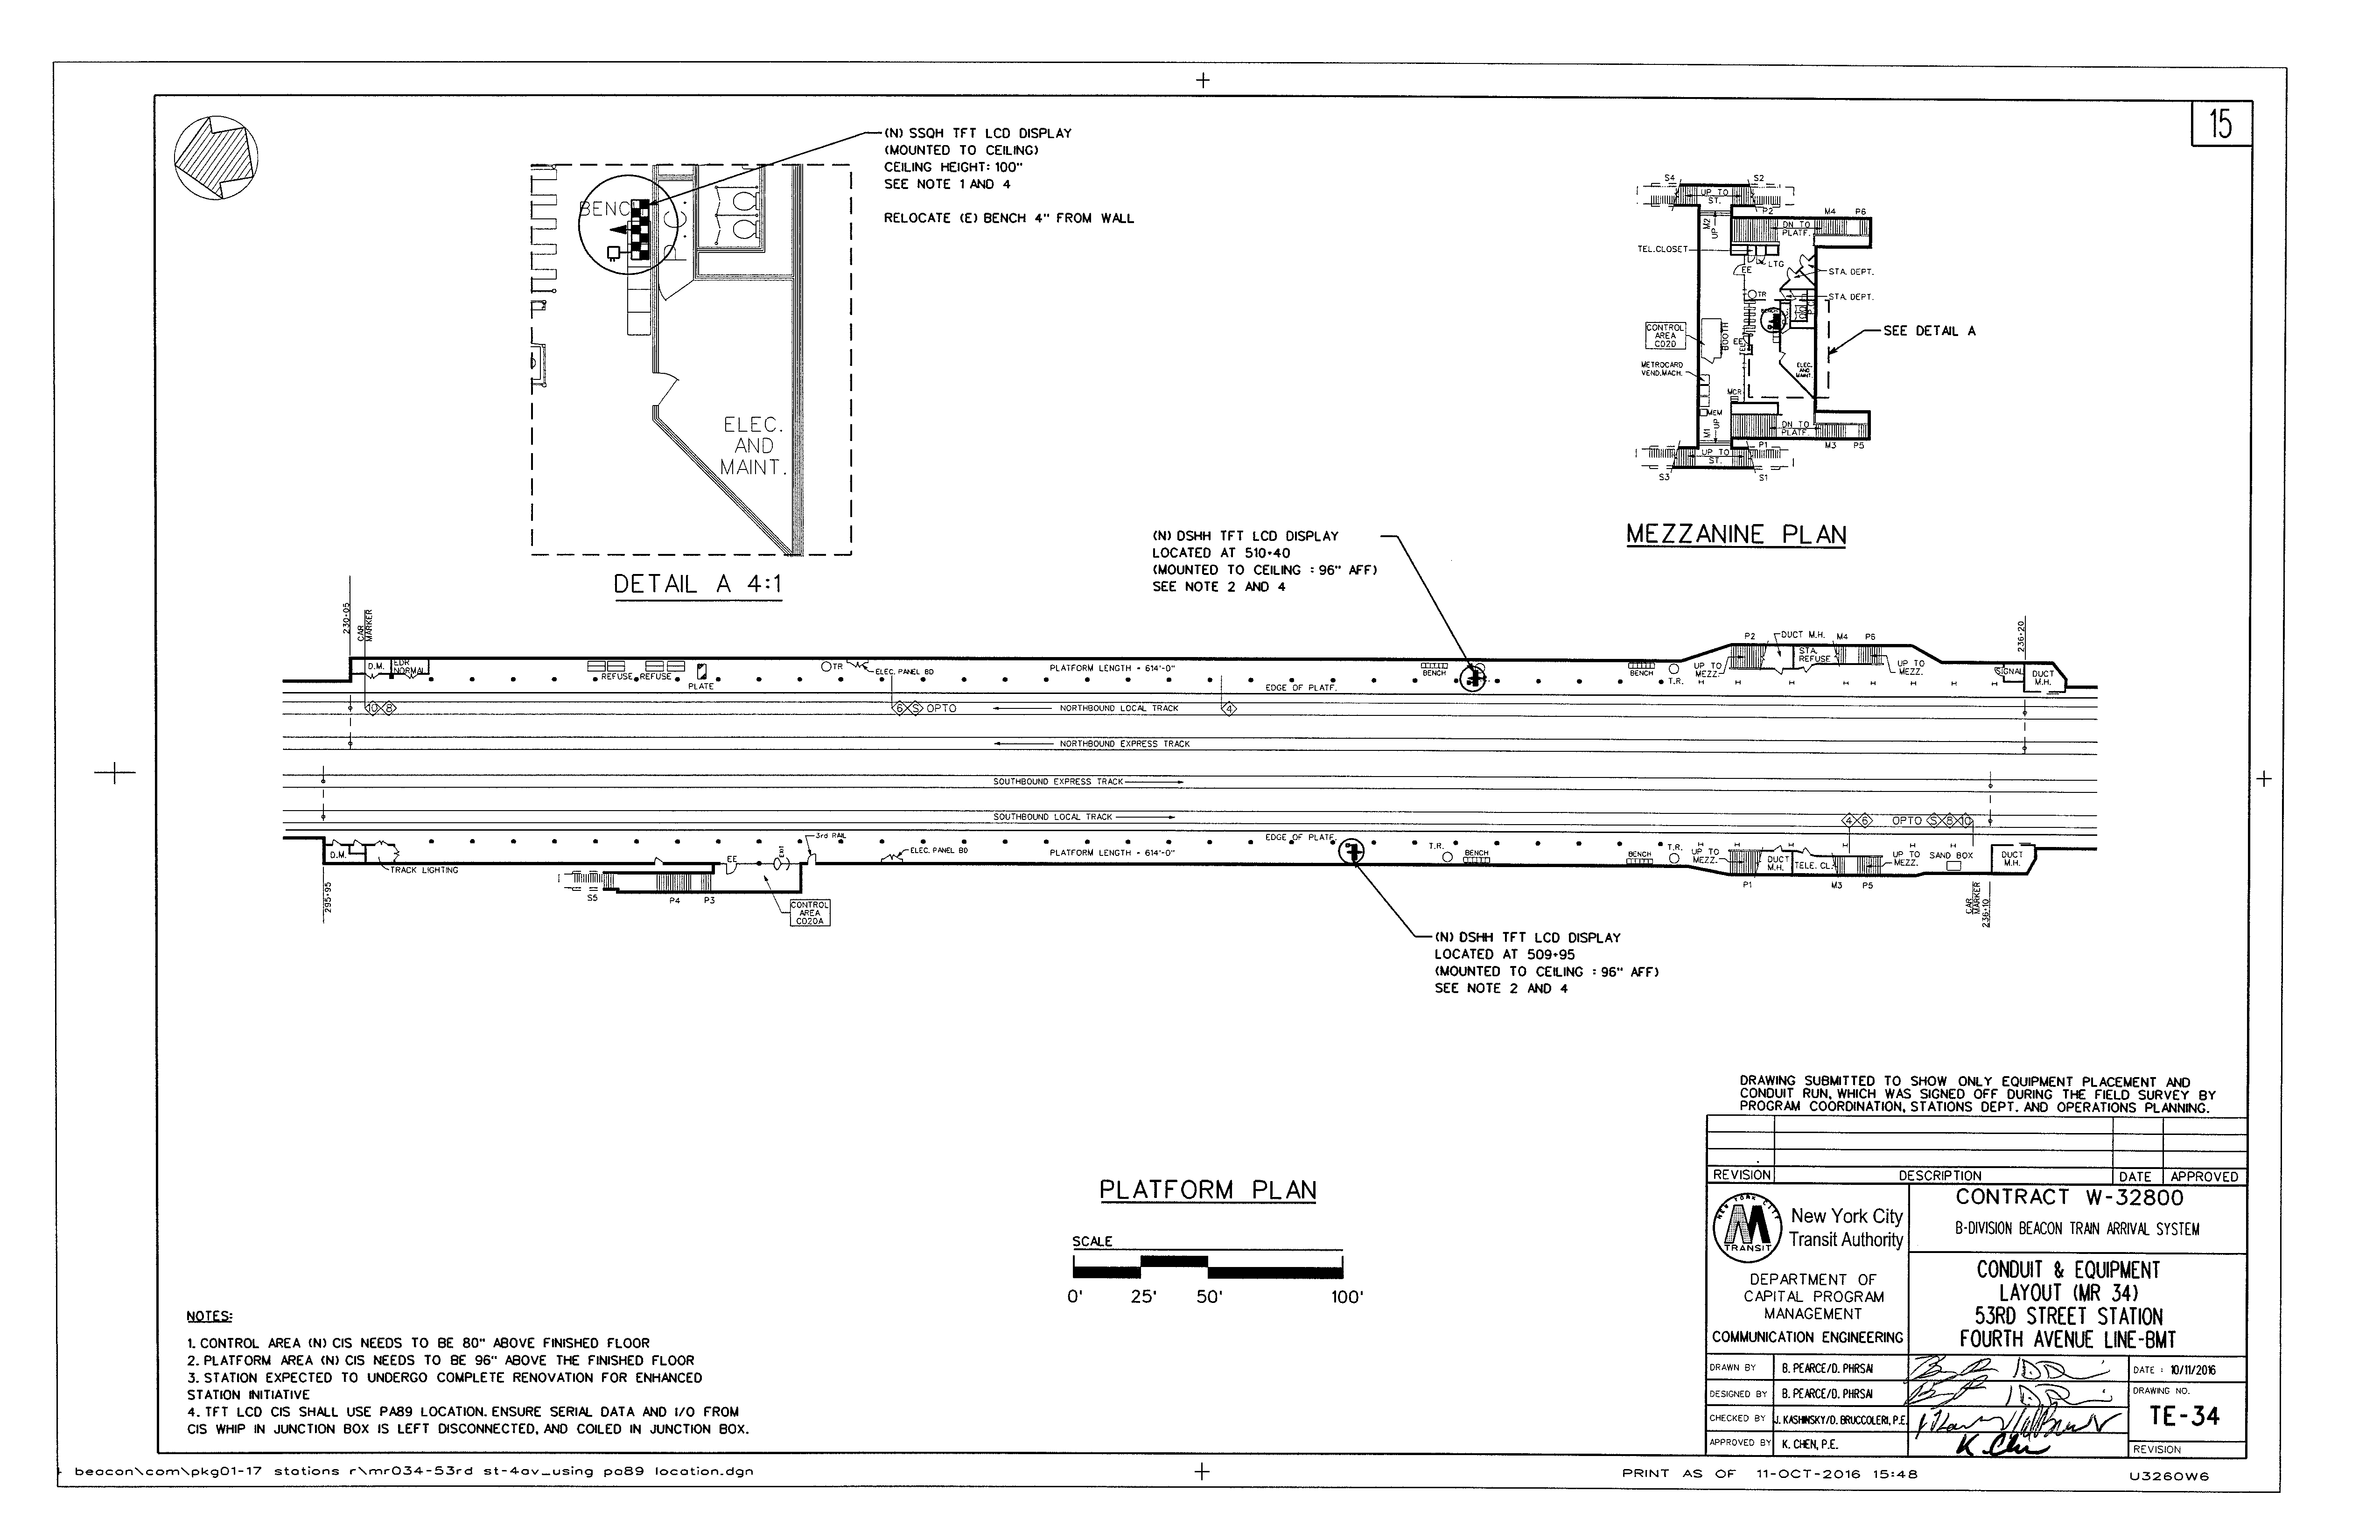 15
(N) SSQH TFT LCD DISPLAY
(MOUNTED TO CEILING)
CEILING HEIGHT: 100"
SEE NOTE 1 AND 4
RELOCATE (E) BENCH 4" FROM WALL
BENC
P.C.
ELEC.
AND
MAINT.
DETAIL A 4:1
S4
S2
UP TO
ST.
P2
M4
P6
M2
UP
DN TO
PLATF.
TEL.CLOSET
LTG
EE
STA. DEPT.
TR
STA. DEPT.
CONTROL
AREA
C020
BOOTH
EE
TEL
SEE DETAIL A
METROCARD
VEND.MACH.
ELEC.
AND
MAINT.
MCR
MEM
M1
UP
DN TO
PLATF.
P1
M3
P5
UP TO
ST.
S3
S1
MEZZANINE PLAN
(N) DSHH TFT LCD DISPLAY
LOCATED AT 510+40
(MOUNTED TO CEILING : 96" AFF)
SEE NOTE 2 AND 4
230+05
CAR
MARKER
236+20
D.M.
EDR
NORMAL
REFUSE
REFUSE
PLATE
TR
ELEC. PANEL BD
PLATFORM LENGTH = 614'-0"
EDGE OF PLATF.
BENCH
BENCH
T.R.
UP TO
MEZZ.
P2
DUCT M.H.
M4
P6
STA.
REFUSE
UP TO
MEZZ.
SIGNAL
DUCT
M.H.
10 8
6 S OPTO
NORTHBOUND LOCAL TRACK
4
NORTHBOUND EXPRESS TRACK
SOUTHBOUND EXPRESS TRACK
SOUTHBOUND LOCAL TRACK
4 6
OPTO S 8 10
D.M.
TRACK LIGHTING
EE
EXIT
3rd RAIL
ELEC. PANEL BD
PLATFORM LENGTH = 614'-0"
EDGE OF PLATF.
T.R.
BENCH
BENCH
T.R.
UP TO
MEZZ.
DUCT
M.H.
TELE. CL.
UP TO
MEZZ.
SAND BOX
DUCT
M.H.
295+95
S5
P4
P3
CONTROL
AREA
C020A
P1
M3
P5
CAR
MARKER
236+10
(N) DSHH TFT LCD DISPLAY
LOCATED AT 509+95
(MOUNTED TO CEILING : 96" AFF)
SEE NOTE 2 AND 4
PLATFORM PLAN
SCALE
0' 25' 50' 100'
NOTES:
1. CONTROL AREA (N) CIS NEEDS TO BE 80" ABOVE FINISHED FLOOR
2. PLATFORM AREA (N) CIS NEEDS TO BE 96" ABOVE THE FINISHED FLOOR
3. STATION EXPECTED TO UNDERGO COMPLETE RENOVATION FOR ENHANCED
STATION INITIATIVE
4. TFT LCD CIS SHALL USE PA89 LOCATION. ENSURE SERIAL DATA AND I/O FROM
CIS WHIP IN JUNCTION BOX IS LEFT DISCONNECTED, AND COILED IN JUNCTION BOX.
DRAWING SUBMITTED TO SHOW ONLY EQUIPMENT PLACEMENT AND
CONDUIT RUN, WHICH WAS SIGNED OFF DURING THE FIELD SURVEY BY
PROGRAM COORDINATION, STATIONS DEPT. AND OPERATIONS PLANNING.
REVISION DESCRIPTION DATE APPROVED
NEW YORK CITY
TRANSIT
New York City
Transit Authority
DEPARTMENT OF
CAPITAL PROGRAM
MANAGEMENT
COMMUNICATION ENGINEERING
CONTRACT W-32800
B-DIVISION BEACON TRAIN ARRIVAL SYSTEM
CONDUIT & EQUIPMENT
LAYOUT (MR 34)
53RD STREET STATION
FOURTH AVENUE LINE-BMT
DRAWN BY B. PEARCE/D. PHRSAI
DESIGNED BY B. PEARCE/D. PHRSAI
CHECKED BY J. KASHINSKY/D. BRUCCOLERI, P.E.
APPROVED BY K. CHEN, P.E.
K Chen
DATE : 10/11/2016
DRAWING NO.
TE-34
REVISION
beacon\com\pkg01-17 stations r\mr034-53rd st-4av_using pa89 location.dgn
PRINT AS OF 11-OCT-2016 15:48
U3260W6